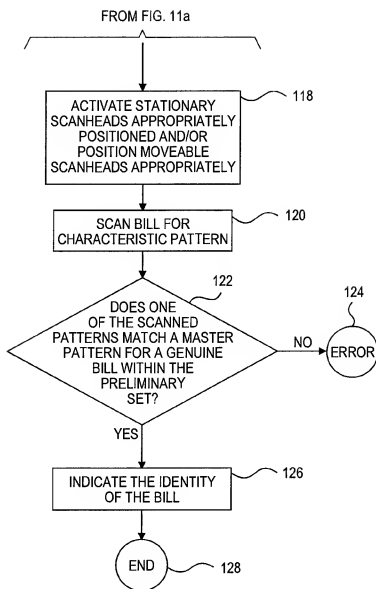 FROM FIG. 11a
ACTIVATE STATIONARY
SCANHEADS APPROPRIATELY
POSITIONED AND/OR
POSITION MOVEABLE
SCANHEADS APPROPRIATELY
118
SCAN BILL FOR
CHARACTERISTIC PATTERN
120
DOES ONE
OF THE SCANNED
PATTERNS MATCH A MASTER
PATTERN FOR A GENUINE
BILL WITHIN THE
PRELIMINARY
SET?
122
NO
124
ERROR
YES
INDICATE THE IDENTITY
OF THE BILL
126
END
128